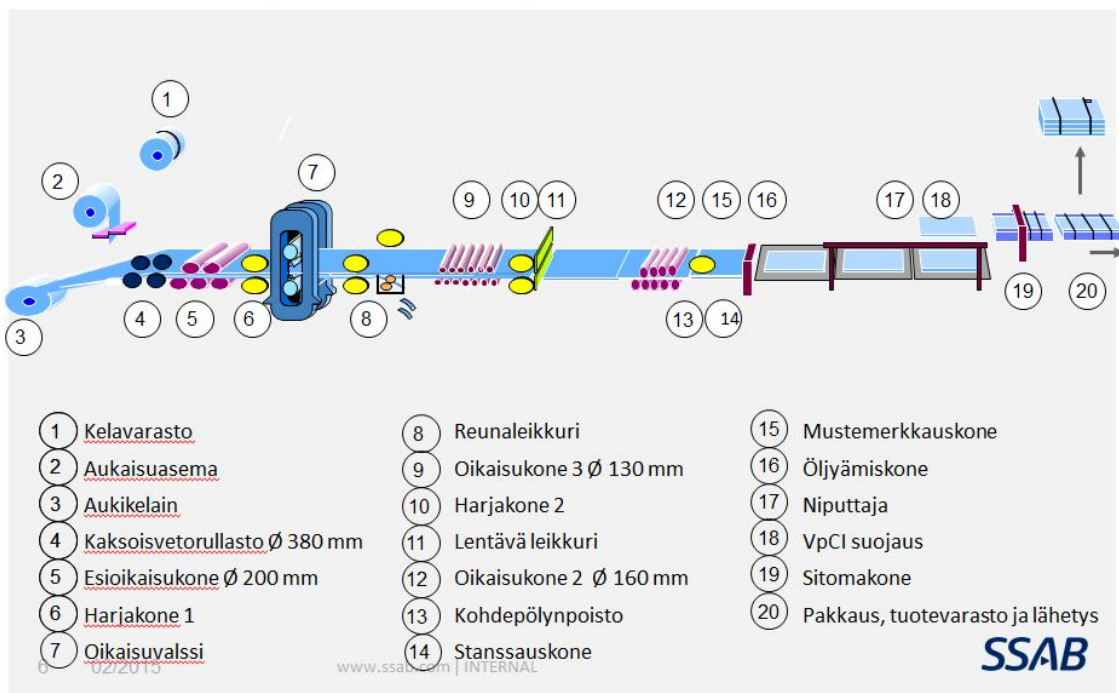 1
2
3
4
5
6
7
8
9
10
11
12
15
16
13
14
17
18
19
20
1 Kelavarasto
2 Aukaisuasema
3 Aukikelain
4 Kaksoisvetorullasto Ø 380 mm
5 Esioikaisukone Ø 200 mm
6 Harjakone 1
7 Oikaisuvalssi
8 Reunaleikkuri
9 Oikaisukone 3 Ø 130 mm
10 Harjakone 2
11 Lentävä leikkuri
12 Oikaisukone 2 Ø 160 mm
13 Kohdepölynpoisto
14 Stanssauskone
15 Mustemerkkauskone
16 Öljyämiskone
17 Niputtaja
18 VpCI suojaus
19 Sitomakone
20 Pakkaus, tuotevarasto ja lähetys
6 02/2015
www.ssab.com | INTERNAL
SSAB